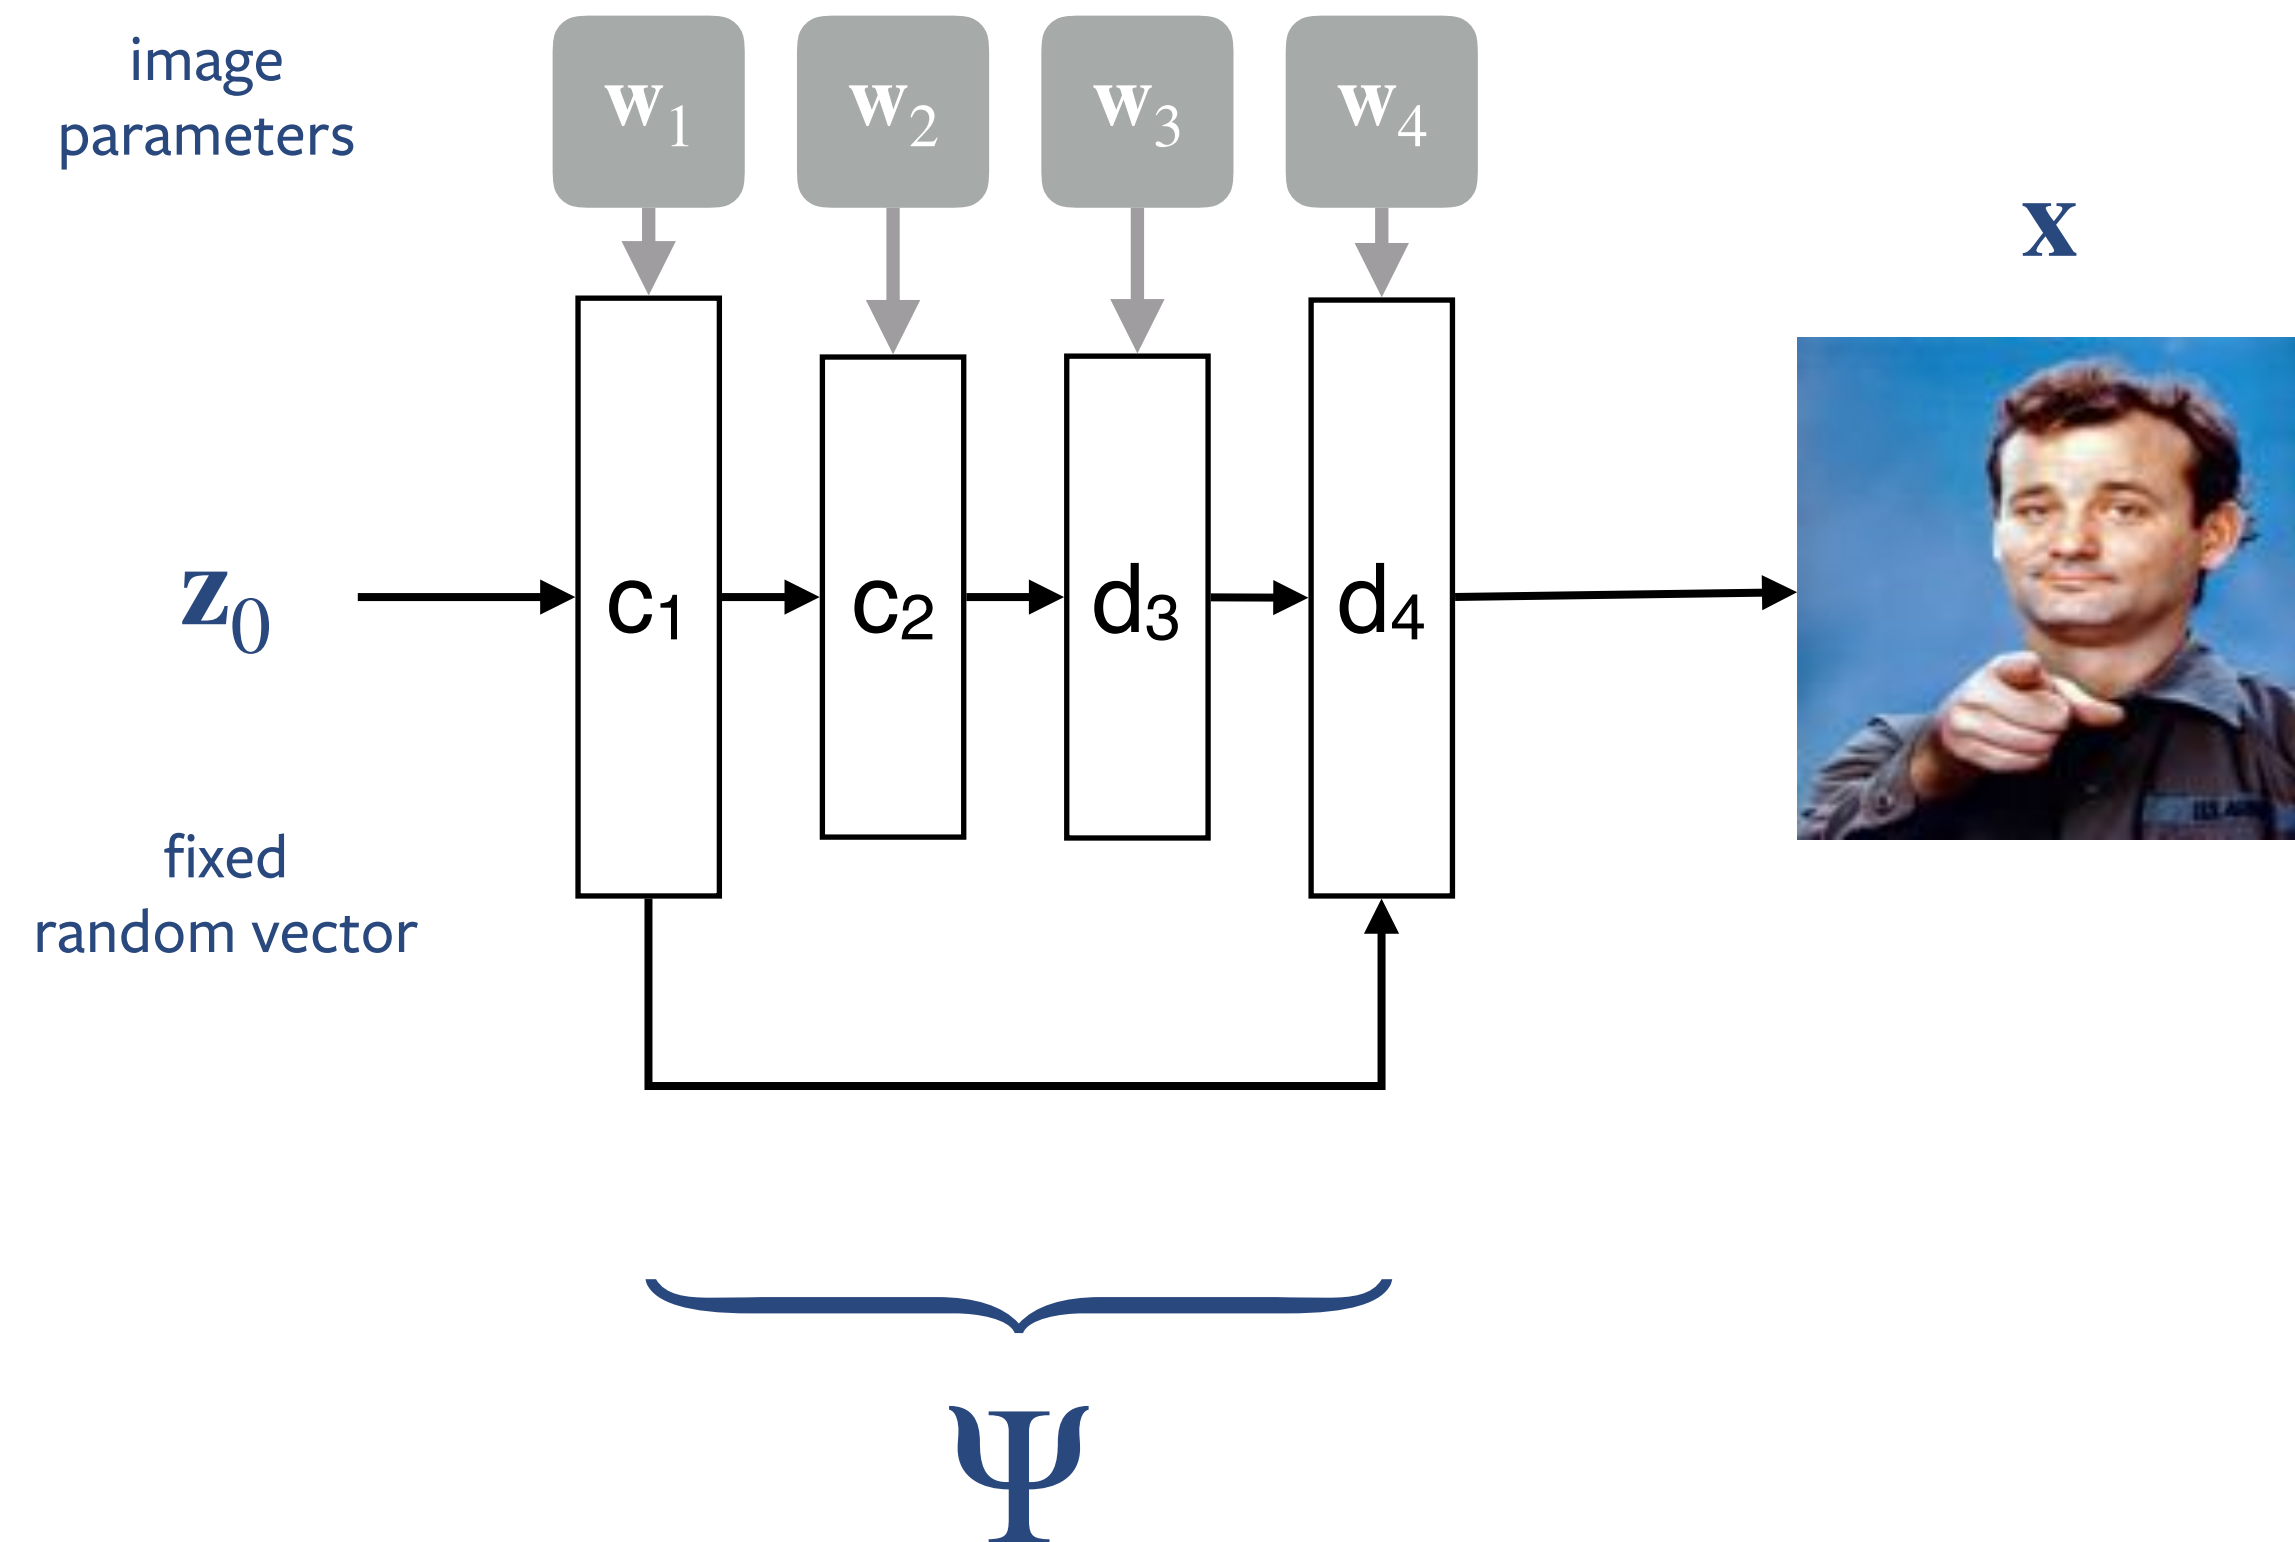 image
parameters
w1 w2 w3 w4
x
z0
c1 c2 d3 d4
fixed
random vector
Ψ